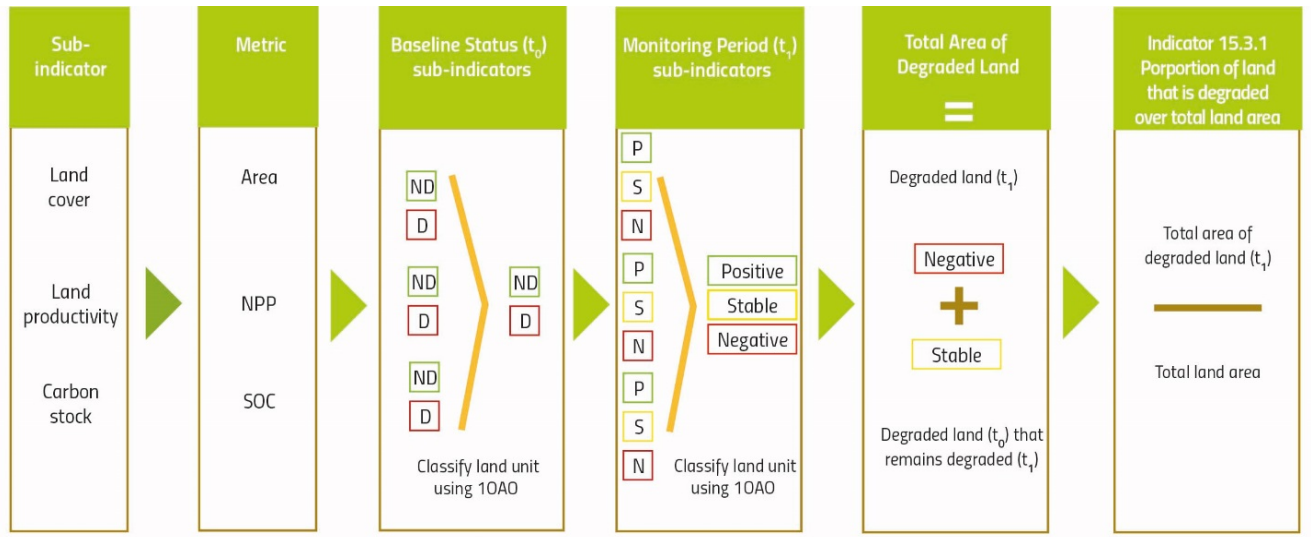 Sub-
indicator
Land
cover
Land
productivity
Carbon
stock
Metric
Area
NPP
SOC
Baseline Status (t0)
sub-indicators
ND
D
ND
D
ND
D
ND
D
Classify land unit
using 1OAO
Monitoring Period (t1)
sub-indicators
P
S
N
P
S
N
P
S
N
Positive
Stable
Negative
Classify land unit
using 1OAO
Total Area of
Degraded Land
=
Degraded land (t1)
Negative
+
Stable
Degraded land (t0) that
remains degraded (t1)
Indicator 15.3.1
Porportion of land
that is degraded
over total land area
Total area of
degraded land (t1)
Total land area